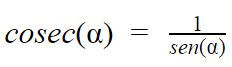 cosec(α) = 1/sen(α)